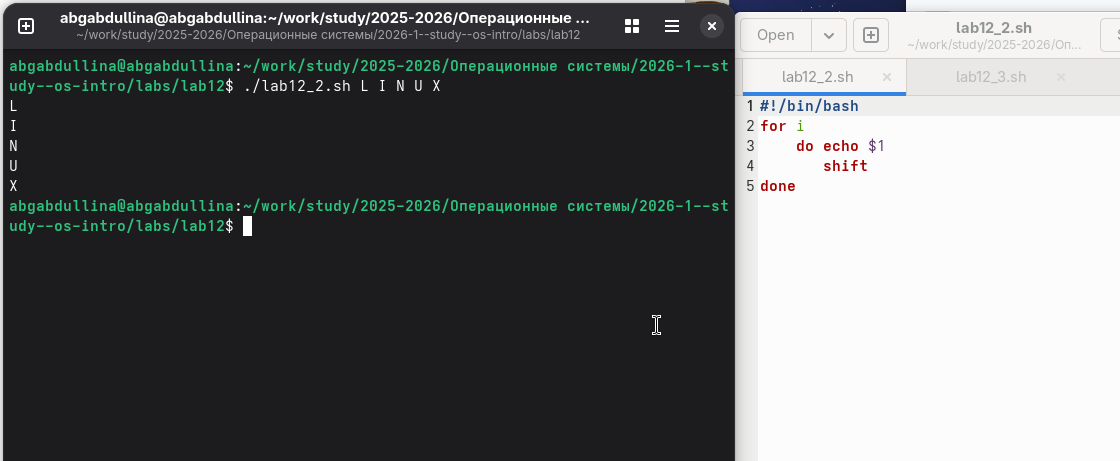 abgabdullina@abgabdullina:~/work/study/2025-2026/Операционные ...
~/work/study/2025-2026/Операционные системы/2026-1--study--os-intro/labs/lab12
abgabdullina@abgabdullina:~/work/study/2025-2026/Операционные системы/2026-1--st
udy--os-intro/labs/lab12$ ./lab12_2.sh L I N U X
L
I
N
U
X
abgabdullina@abgabdullina:~/work/study/2025-2026/Операционные системы/2026-1--st
udy--os-intro/labs/lab12$
Open
lab12_2.sh
~/work/study/2025-2026/Оп...
S
lab12_2.sh
lab12_3.sh
1 #!/bin/bash
2 for i
3     do echo $1
4        shift
5 done